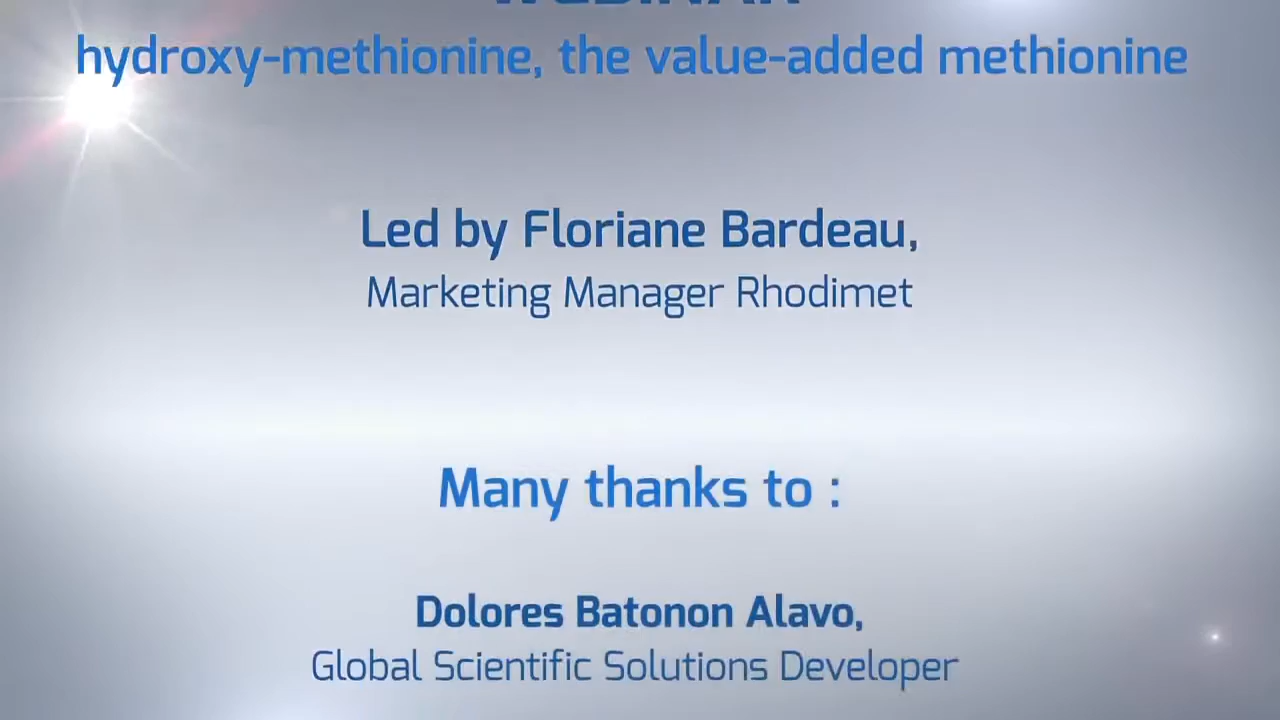 WEBINAR
hydroxy-methionine, the value-added methionine
Led by Floriane Bardeau,
Marketing Manager Rhodimet
Many thanks to :
Dolores Batonon Alavo,
Global Scientific Solutions Developer